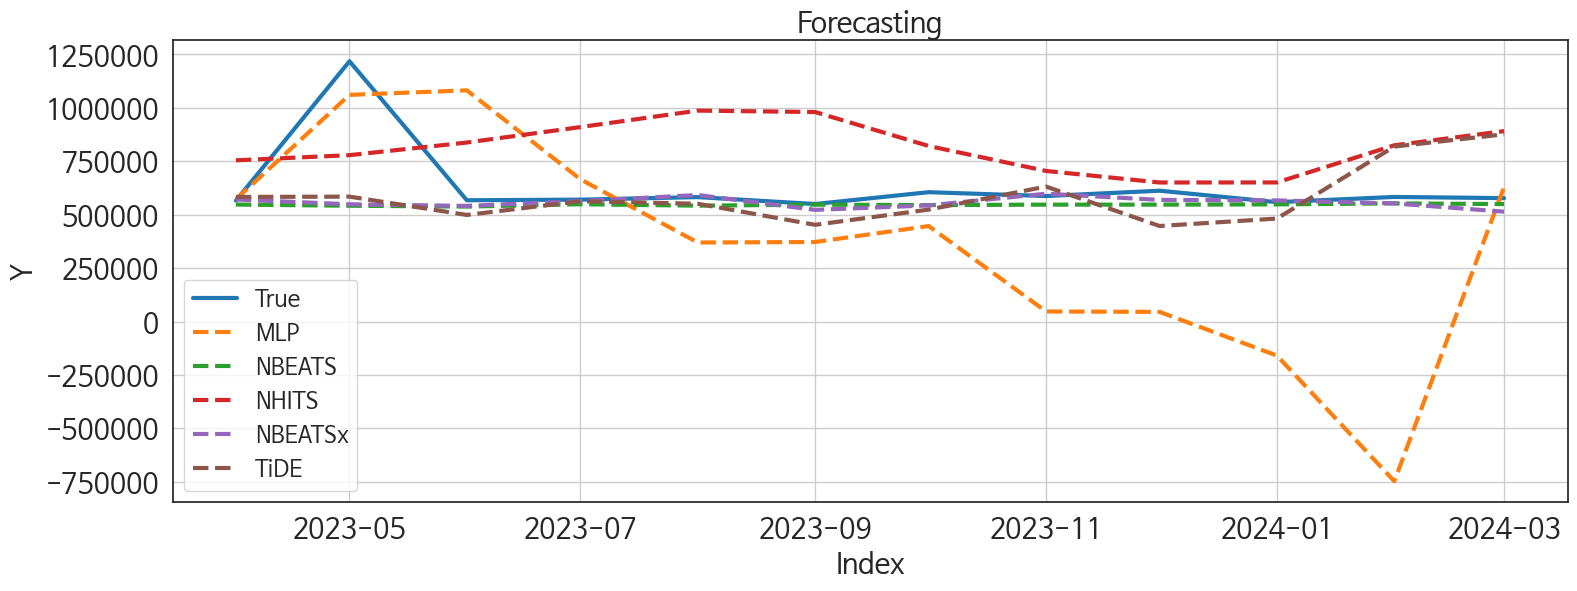 Forecasting
1250000
1000000
750000
500000
250000
0
−250000
−500000
−750000
Y
True
MLP
NBEATS
NHITS
NBEATSx
TiDE
2023−05
2023−07
2023−09
2023−11
2024−01
2024−03
Index